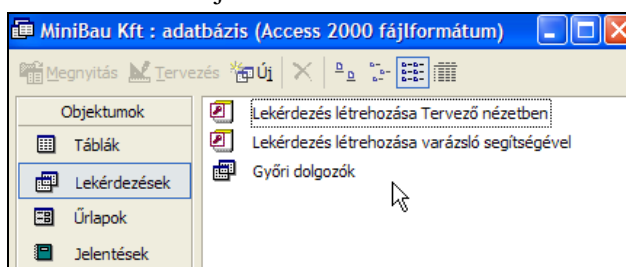 MiniBau Kft : adatbázis (Access 2000 fájlformátum)
Megnyitás Tervezés Új
Objektumok
Táblák
Lekérdezések
Űrlapok
Jelentések
Lekérdezés létrehozása Tervező nézetben
Lekérdezés létrehozása varázsló segítségével
Győri dolgozók